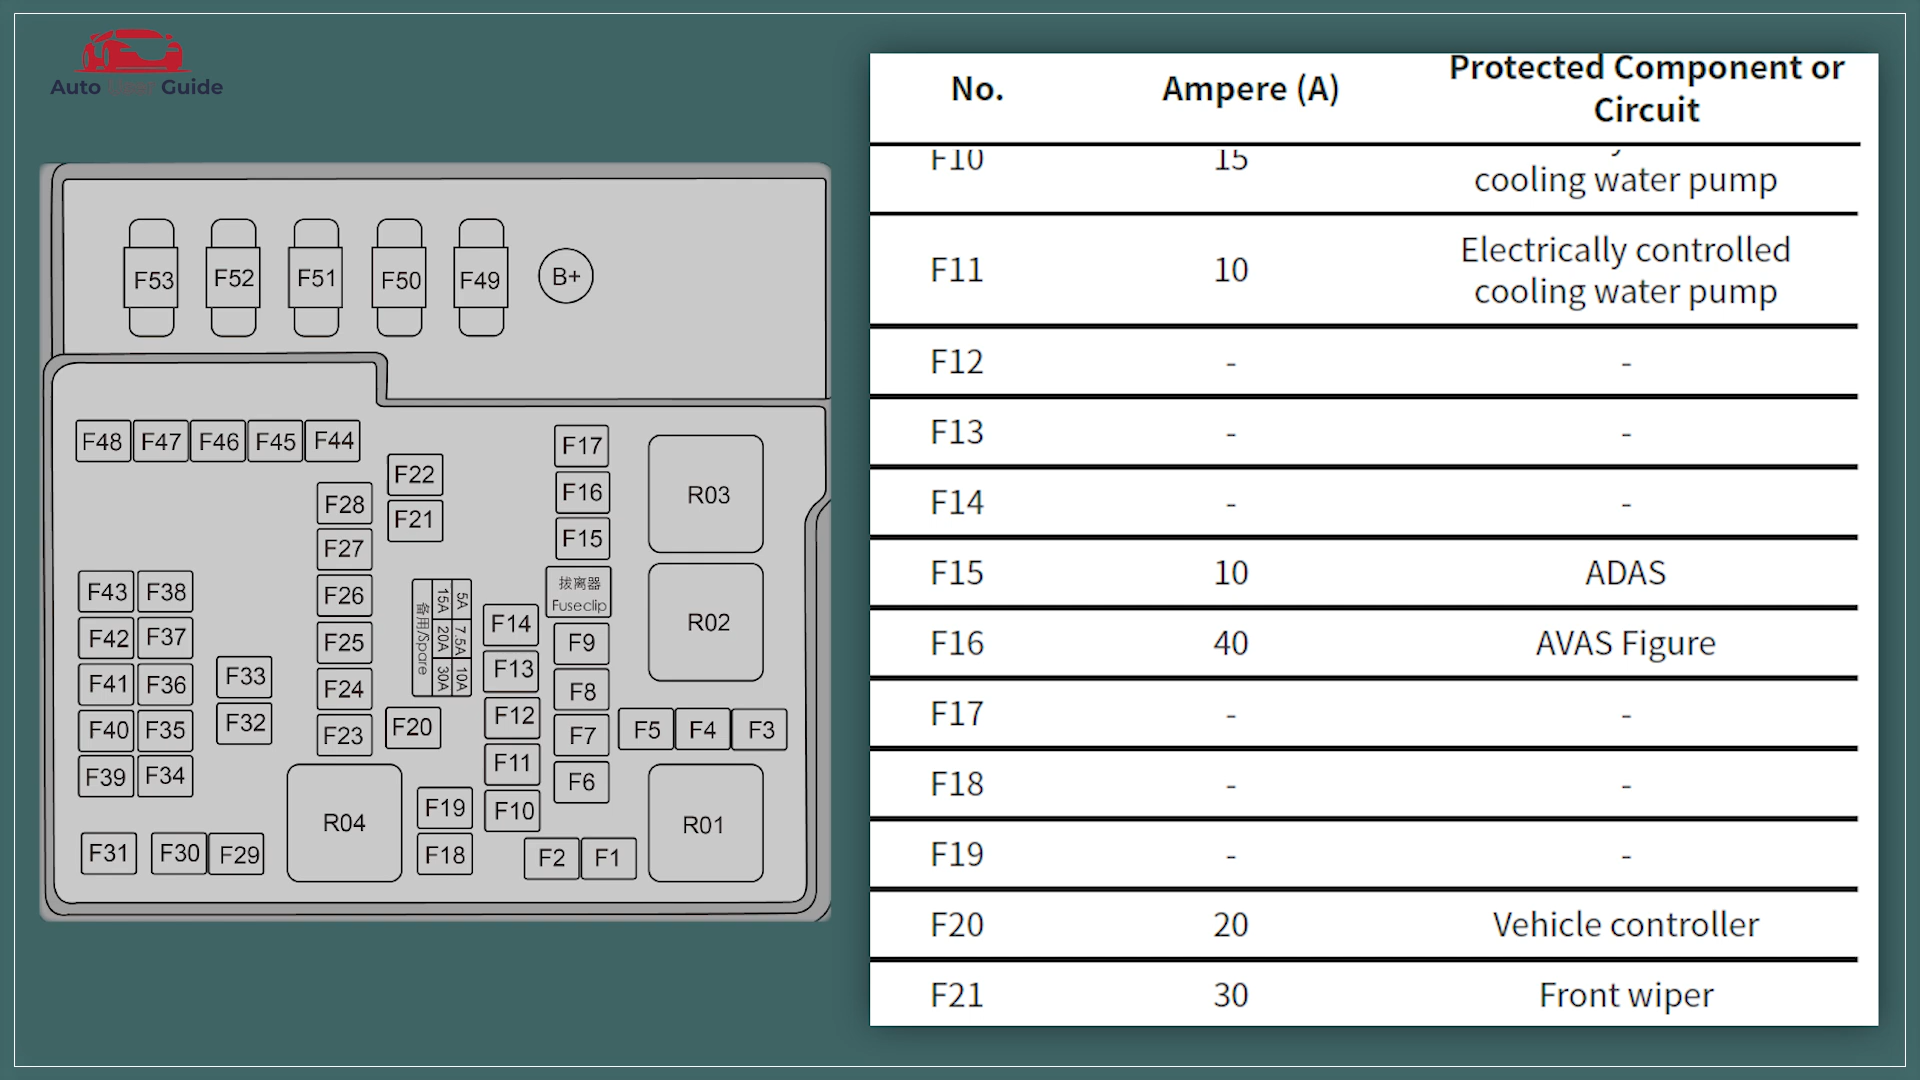 Auto User Guide
F53 F52 F51 F50 F49 B+
F48 F47 F46 F45 F44
F17
F22
F16
R03
F28
F21
F15
F27
拔离器
Fuse clip
F43 F38
F26
备用/Spare
15A 20A 30A
5A 7.5A 10A
F14
R02
F42 F37
F25
F9
F41 F36
F33
F24
F13
F8
F40 F35
F32
F23
F20
F12
F7
F5 F4 F3
F39 F34
F11
F6
R04
F19
F10
R01
F31
F30 F29
F18
F2 F1
No. Ampere (A) Protected Component or
Circuit
F10 15
cooling water pump
F11 10 Electrically controlled
cooling water pump
F12 - -
F13 - -
F14 - -
F15 10 ADAS
F16 40 AVAS Figure
F17 - -
F18 - -
F19 - -
F20 20 Vehicle controller
F21 30 Front wiper